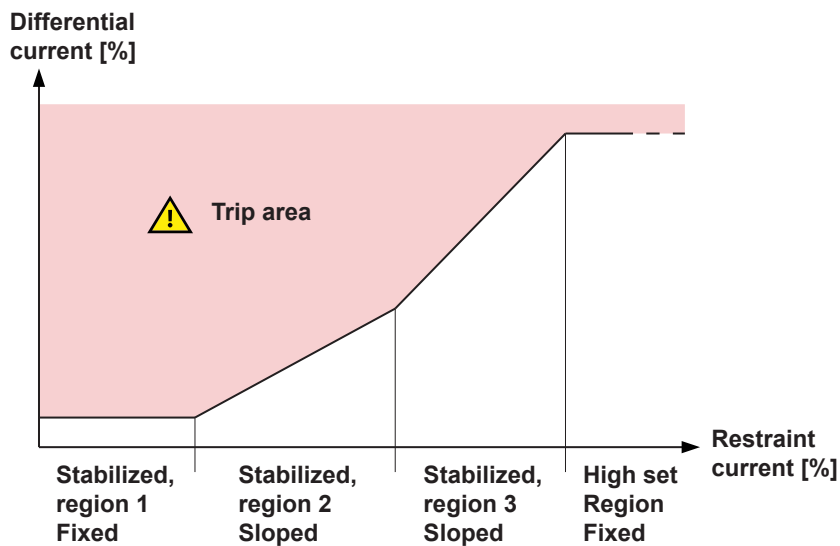 Differential
current [%]
!
Trip area
Restraint
current [%]
Stabilized,
region 1
Fixed
Stabilized,
region 2
Sloped
Stabilized,
region 3
Sloped
High set
Region
Fixed